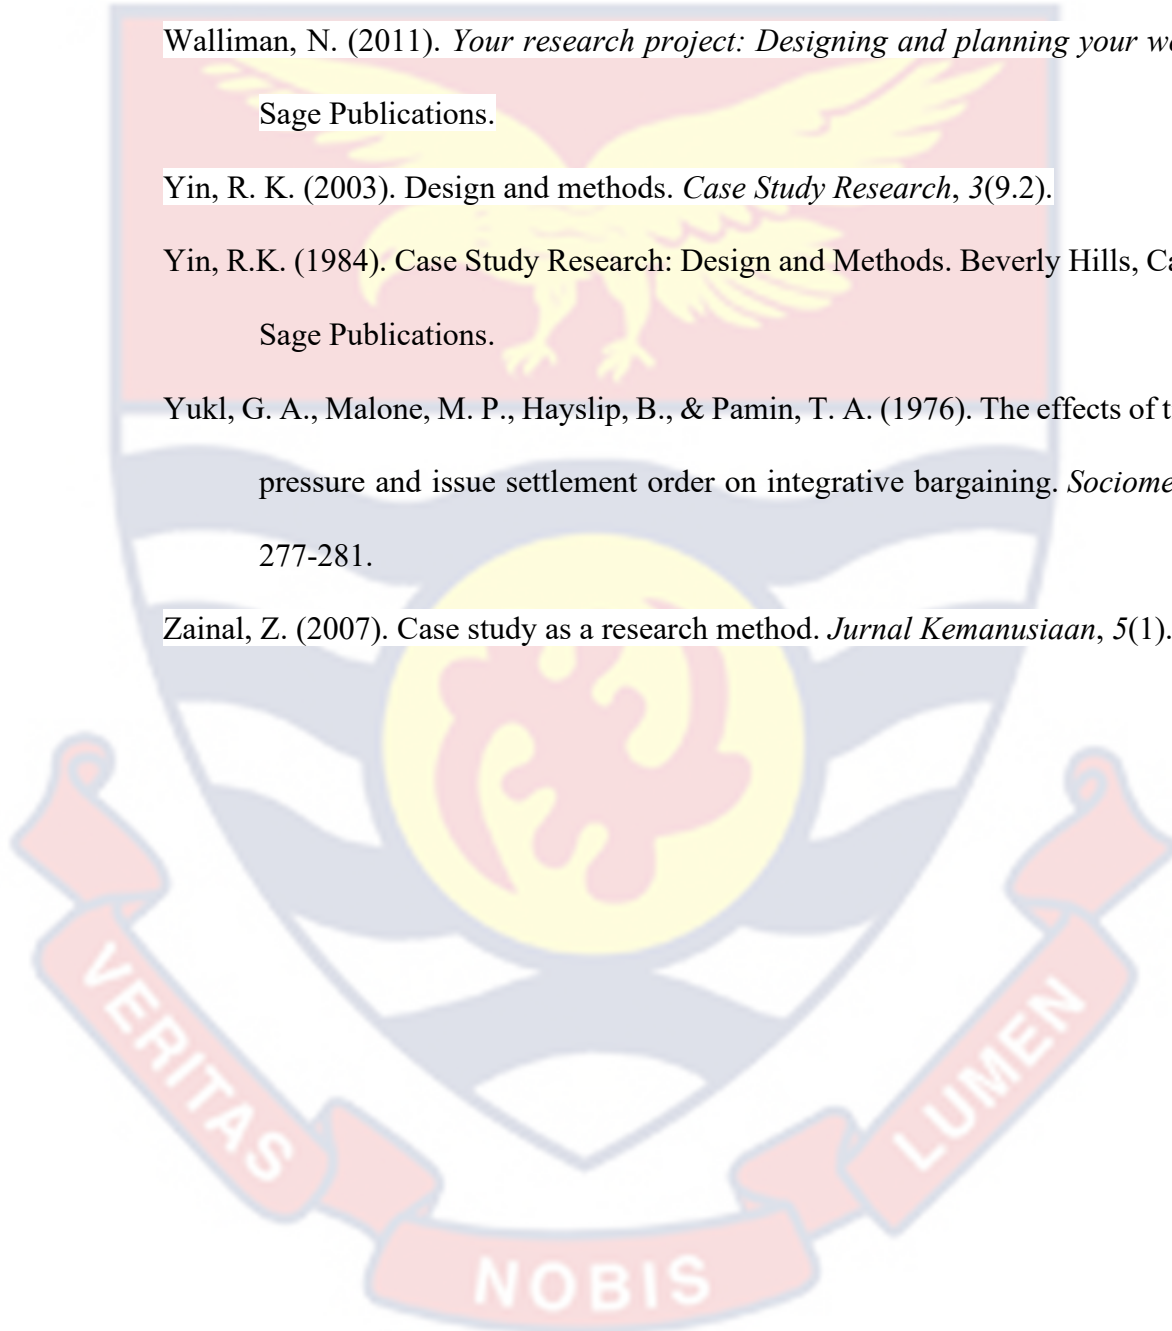 Walliman, N. (2011). Your research project: Designing and planning your
Sage Publications.
Yin, R. K. (2003). Design and methods. Case Study Research, 3(9.2).
Yin, R.K. (1984). Case Study Research: Design and Methods. Beverly Hills,
Sage Publications.
Yukl, G. A., Malone, M. P., Hayslip, B., & Pamin, T. A. (1976). The effects of
pressure and issue settlement order on integrative bargaining.
277-281.
Zainal, Z. (2007). Case study as a research method. Jurnal Kemanusiaan, 5(1).
VERITAS
NOBIS
LUMEN